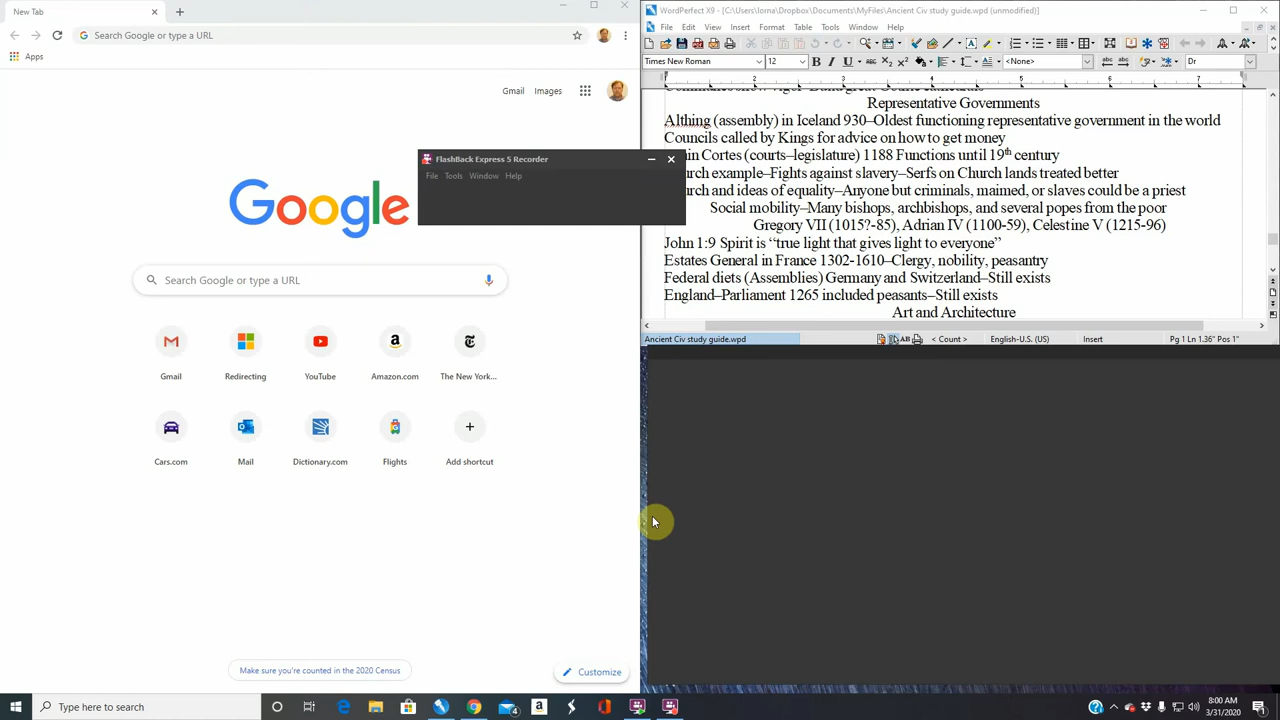 New Tab
Search Google or type a URL
Apps
Gmail Images
Google
Search Google or type a URL
Gmail Redirecting YouTube Amazon.com The New York...
Cars.com Mail Dictionary.com Flights Add shortcut
Make sure you're counted in the 2020 Census
Customize
FlashBack Express 5 Recorder
File Tools Window Help
WordPerfect X9 - [C:\Users\lorna\Dropbox\Documents\MyFiles\Ancient Civ study guide.wpd (unmodified)]
File Edit View Insert Format Table Tools Window Help
Times New Roman 12 B I U <None> Dr
1 2 3 4 5 6 7
Representative Governments
Althing (assembly) in Iceland 930–Oldest functioning representative government in the world
Councils called by Kings for advice on how to get money
Cortes (courts–legislature) 1188 Functions until 19th century
example–Fights against slavery–Serfs on Church lands treated better
and ideas of equality–Anyone but criminals, maimed, or slaves could be a priest
Social mobility–Many bishops, archbishops, and several popes from the poor
Gregory VII (1015?-85), Adrian IV (1100-59), Celestine V (1215-96)
John 1:9 Spirit is “true light that gives light to everyone”
Estates General in France 1302-1610–Clergy, nobility, peasantry
Federal diets (Assemblies) Germany and Switzerland–Still exists
England–Parliament 1265 included peasants–Still exists
Art and Architecture
Ancient Civ study guide.wpd AB < Count > English-U.S. (US) Insert Pg 1 Ln 1.36" Pos 1"
Type here to search
8:00 AM
3/31/2020